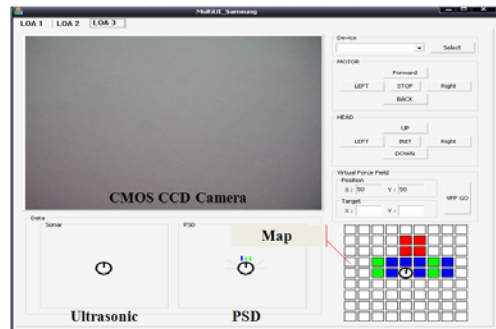 MultiGUI_Samsung
LOA 1 LOA 2 LOA 3
CMOS CCD Camera
Device
Select
MOTOR
Forward
LEFT STOP Right
BACK
HEAD
UP
LEFT INIT Right
DOWN
Virtual Force Field
Position
X : 50 Y : 50
Target
X : Y :
VFF GO
Data
Sonar
PSD
Map
Ultrasonic
PSD